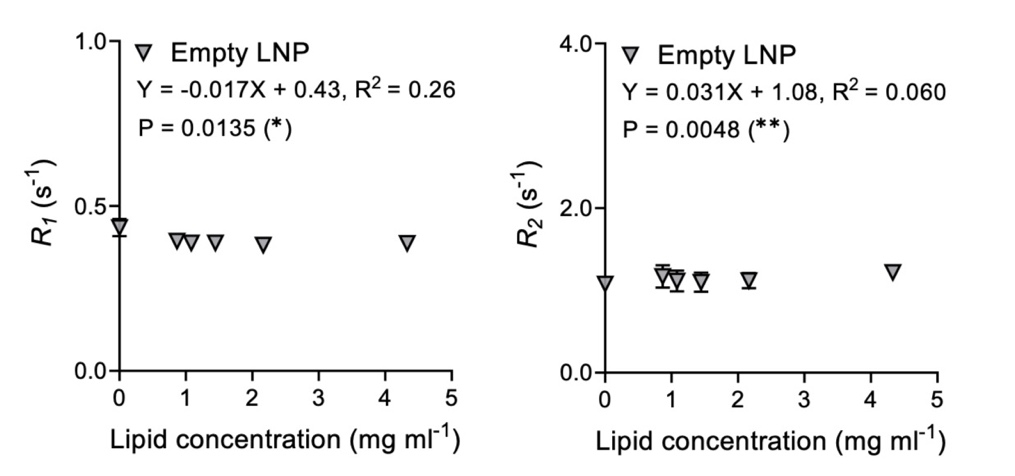 1.0
▼ Empty LNP
Y = -0.017X + 0.43, R² = 0.26
P = 0.0135 (*)
0.5
R₁ (s⁻¹)
0.0
0 1 2 3 4 5
Lipid concentration (mg ml⁻¹)
4.0
▼ Empty LNP
Y = 0.031X + 1.08, R² = 0.060
P = 0.0048 (**)
2.0
R₂ (s⁻¹)
0.0
0 1 2 3 4 5
Lipid concentration (mg ml⁻¹)